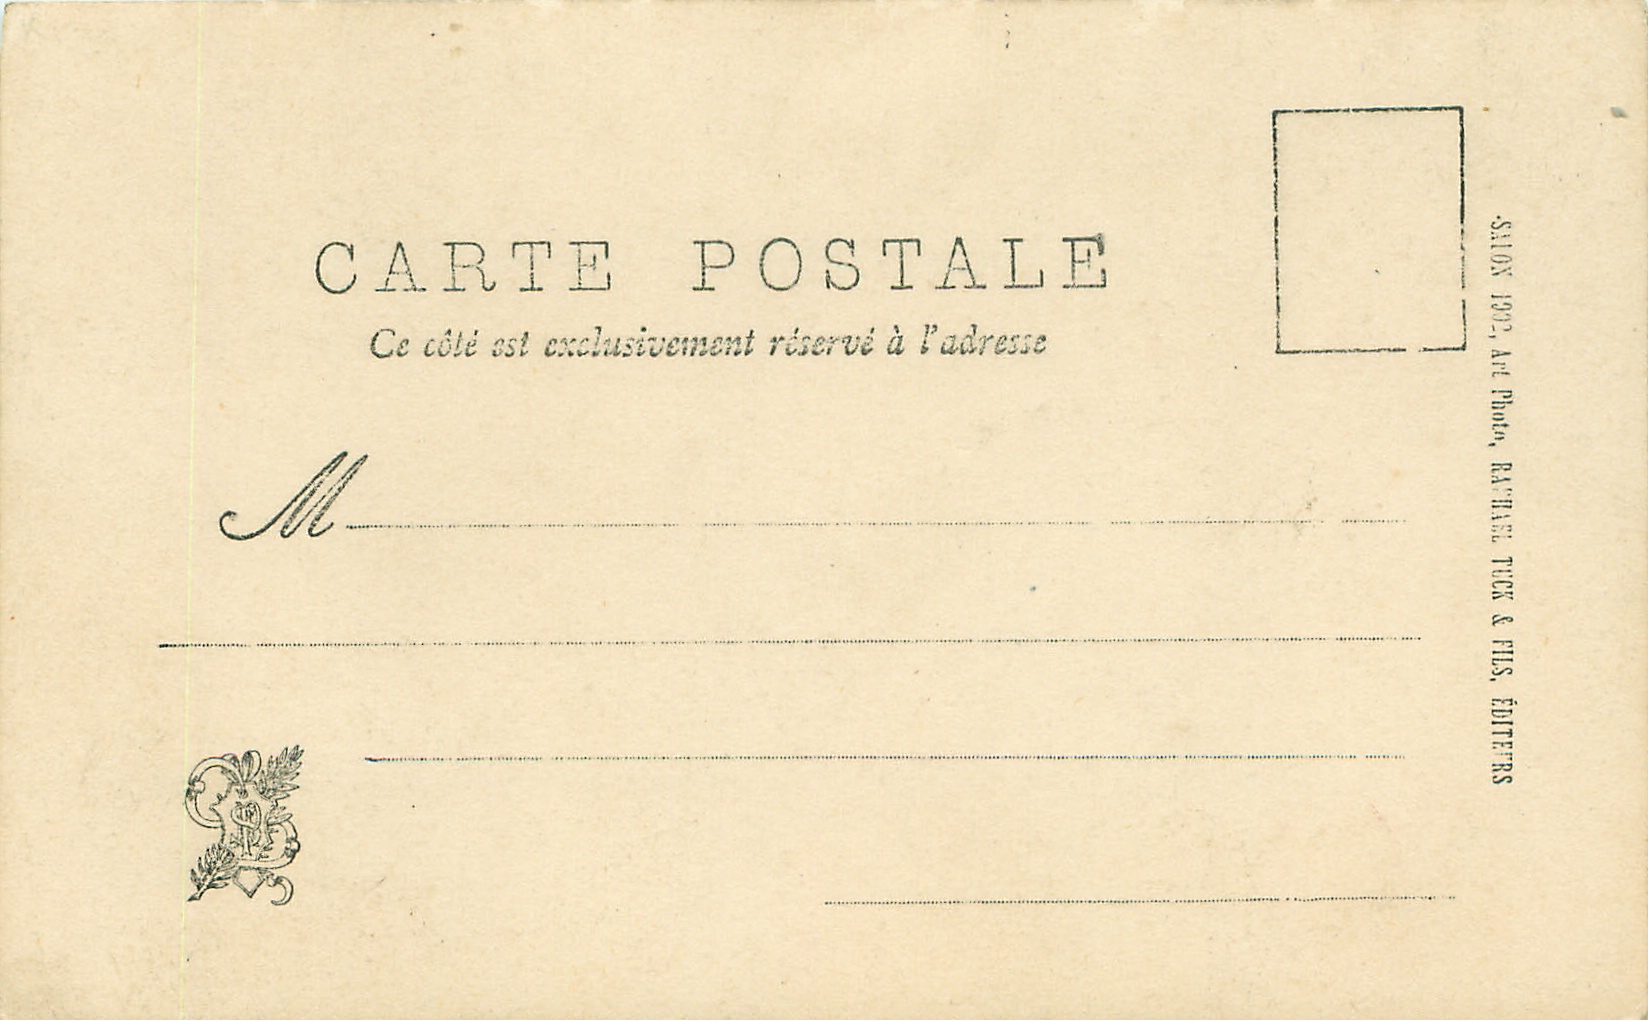 CARTE POSTALE
Ce côté est exclusivement réservé à l'adresse
M
SALON 1902, Art Photo, RAPHAEL TUCK & FILS, ÉDITEURS